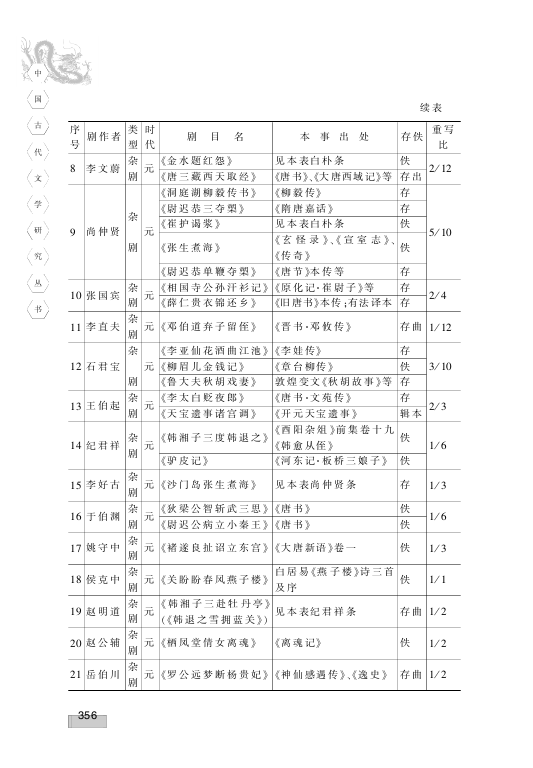 中
国
古
代
文
学
研
究
丛
书
续表
序号 剧作者 类型 时代 剧目名 本事出处 存佚 重写比
8 李文蔚 杂剧 元 《金水题红怨》 见本表白朴条 佚 2/12
《唐三藏西天取经》 《唐书》、《大唐西域记》等 存出
9 尚仲贤 杂剧 元 《洞庭湖柳毅传书》 《柳毅传》 存 5/10
《尉迟恭三夺槊》 《隋唐嘉话》 存
《崔护谒浆》 见本表白朴条 佚
《张生煮海》 《玄怪录》、《宣室志》、《传奇》 佚
《尉迟恭单鞭夺槊》 《唐节》本传等 存
10 张国宾 杂剧 元 《相国寺公孙汗衫记》 《原化记·崔尉子》等 存 2/4
《薛仁贵衣锦还乡》 《旧唐书》本传;有法译本 存
11 李直夫 杂剧 元 《邓伯道弃子留侄》 《晋书·邓攸传》 存曲 1/12
12 石君宝 杂剧 元 《李亚仙花酒曲江池》 《李娃传》 存 3/10
《柳眉儿金钱记》 《章台柳传》 佚
《鲁大夫秋胡戏妻》 敦煌变文《秋胡故事》等 存
13 王伯起 杂剧 元 《李太白贬夜郎》 《唐书·文苑传》 存 2/3
《天宝遗事诸宫调》 《开元天宝遗事》 辑本
14 纪君祥 杂剧 元 《韩湘子三度韩退之》 《酉阳杂俎》前集卷十九《韩愈从侄》 佚 1/6
《驴皮记》 《河东记·板桥三娘子》 佚
15 李好古 杂剧 元 《沙门岛张生煮海》 见本表尚仲贤条 存 1/3
16 于伯渊 杂剧 元 《狄梁公智斩武三思》 《唐书》 佚 1/6
《尉迟公病立小秦王》 《唐书》 佚
17 姚守中 杂剧 元 《褚遂良扯诏立东宫》 《大唐新语》卷一 佚 1/3
18 侯克中 杂剧 元 《关盼盼春风燕子楼》 白居易《燕子楼》诗三首及序 佚 1/1
19 赵明道 杂剧 元 《韩湘子三赴牡丹亭》(《韩退之雪拥蓝关》) 见本表纪君祥条 存曲 1/2
20 赵公辅 杂剧 元 《栖凤堂倩女离魂》 《离魂记》 佚 1/2
21 岳伯川 杂剧 元 《罗公远梦断杨贵妃》 《神仙感遇传》、《逸史》 存曲 1/2
356